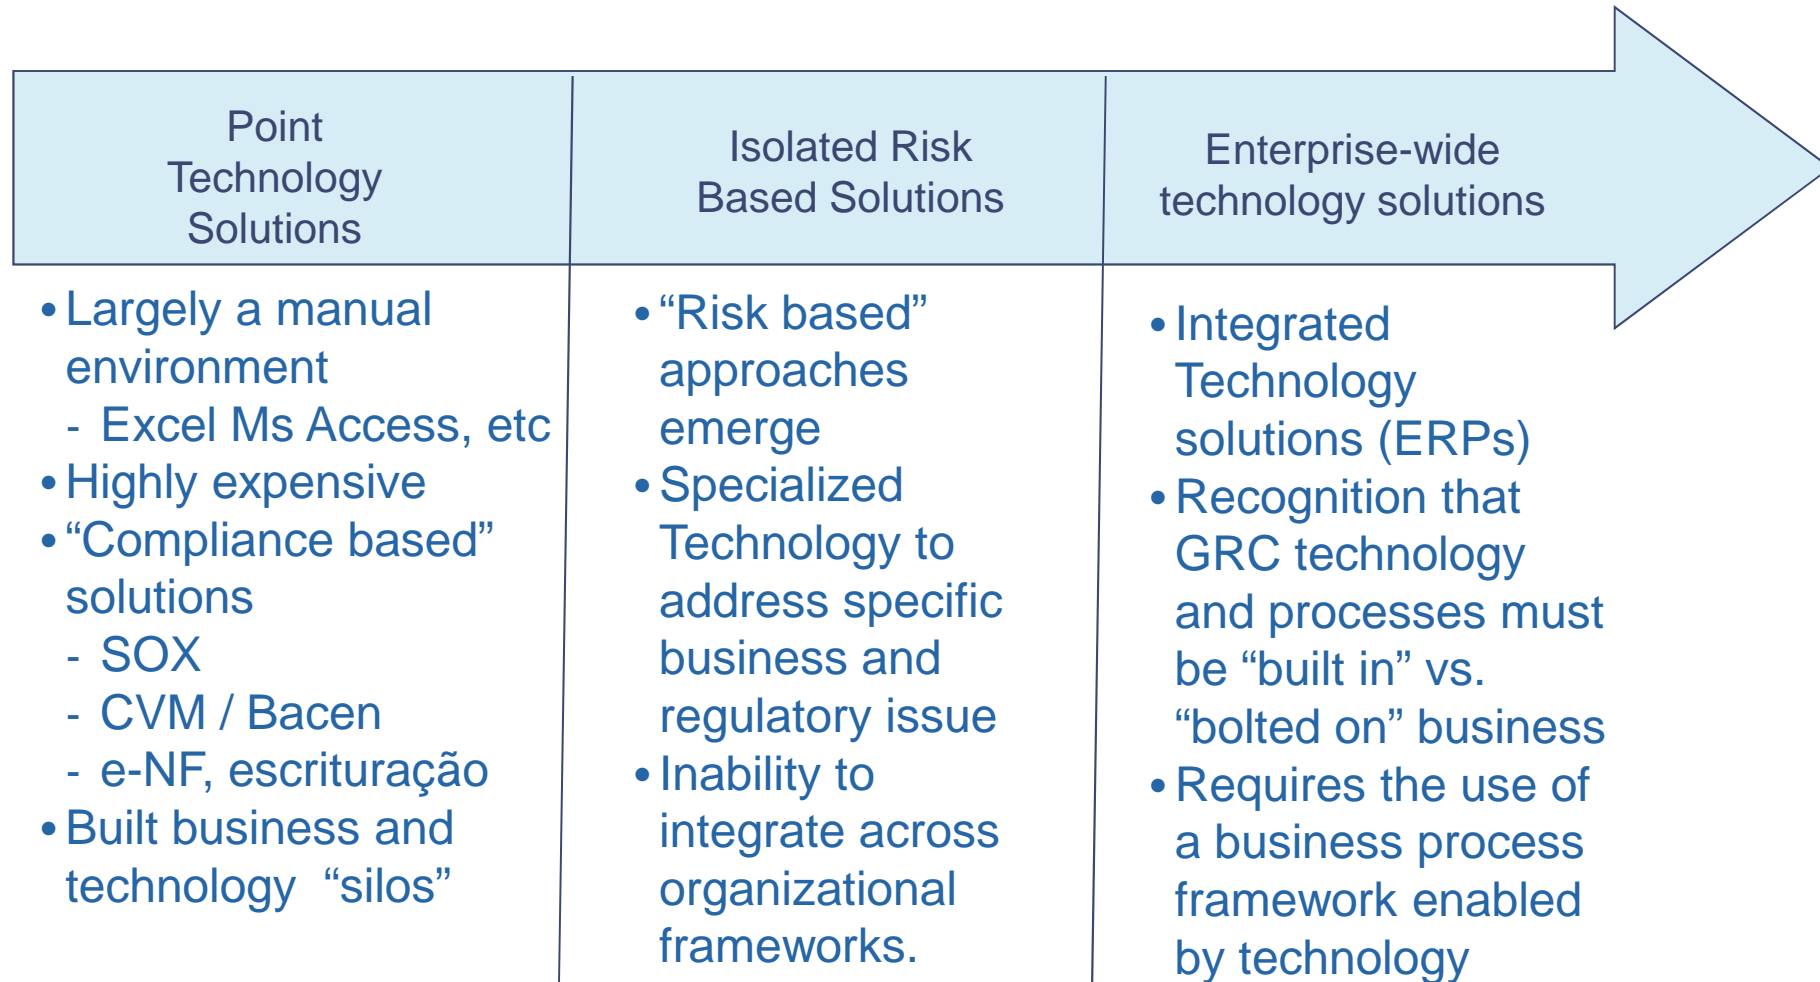 Point
Technology
Solutions
Isolated Risk
Based Solutions
Enterprise-wide
technology solutions
• Largely a manual
environment
- Excel Ms Access, etc
• Highly expensive
• “Compliance based”
solutions
- SOX
- CVM / Bacen
- e-NF, escrituração
• Built business and
technology “silos”
• “Risk based”
approaches
emerge
• Specialized
Technology to
address specific
business and
regulatory issue
• Inability to
integrate across
organizational
frameworks.
• Integrated
Technology
solutions (ERPs)
• Recognition that
GRC technology
and processes must
be “built in” vs.
“bolted on” business
• Requires the use of
a business process
framework enabled
by technology